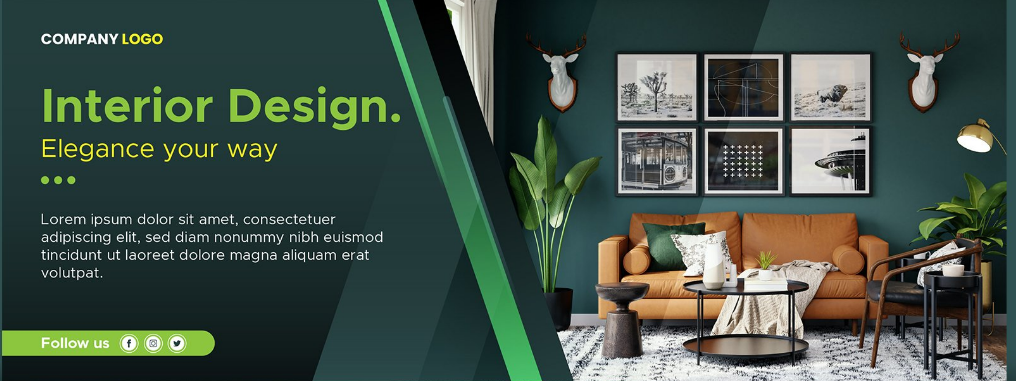 COMPANY LOGO
Interior Design.
Elegance your way
Lorem ipsum dolor sit amet, consectetuer
adipiscing elit, sed diam nonummy nibh euismod
tincidunt ut laoreet dolore magna aliquam erat
volutpat.
Follow us